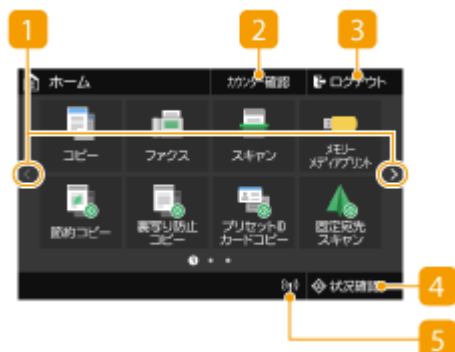 1
2
3
ホーム
カウンター確認
ログアウト
コピー
ファクス
スキャン
メモリー
メディアプリント
節約コピー
裏写り防止
コピー
プリセットID
カードコピー
固定宛先
スキャン
状況確認
4
5